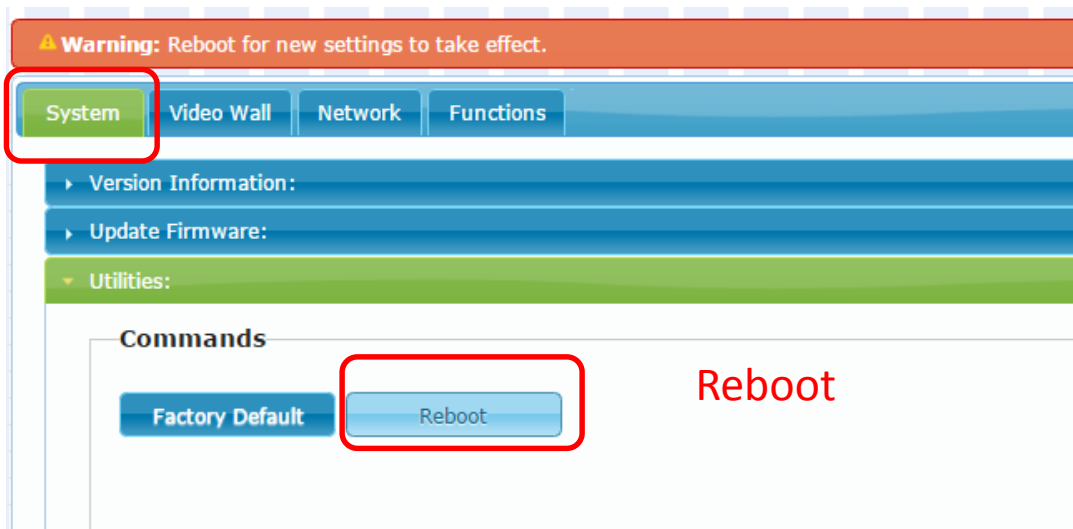 Warning: Reboot for new settings to take effect.
System Video Wall Network Functions
Version Information:
Update Firmware:
Utilities:
Commands
Factory Default Reboot Reboot